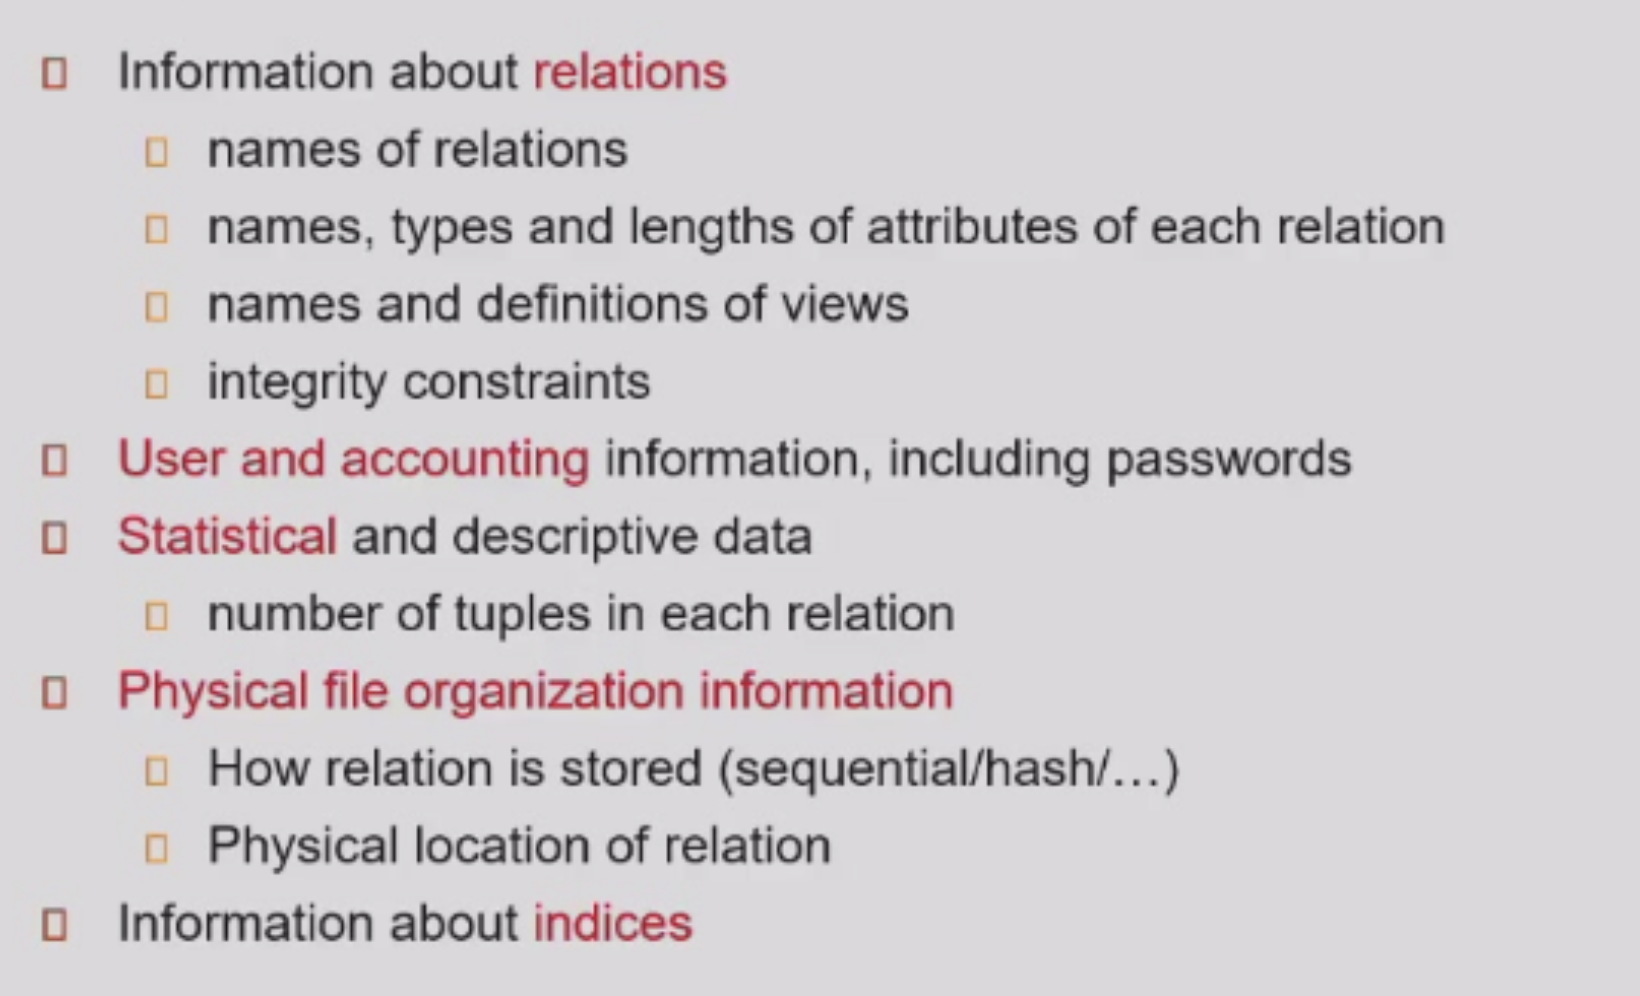 Information about relations
names of relations
names, types and lengths of attributes of each relation
names and definitions of views
integrity constraints
User and accounting information, including passwords
Statistical and descriptive data
number of tuples in each relation
Physical file organization information
How relation is stored (sequential/hash/…)
Physical location of relation
Information about indices